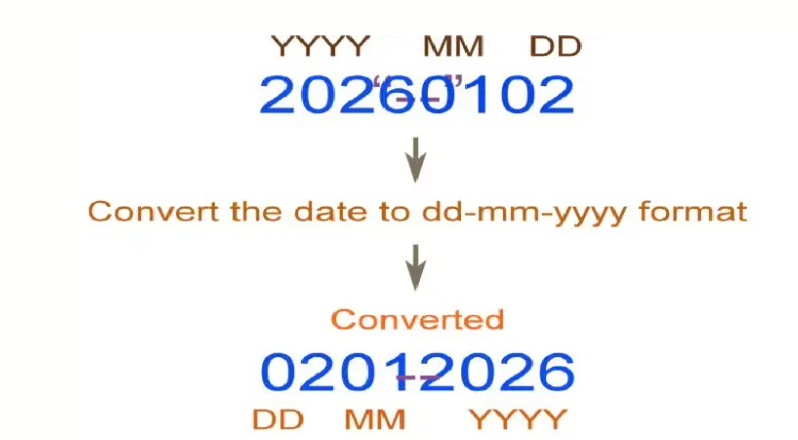 YYYY MM DD
20260102
“--”
Convert the date to dd-mm-yyyy format
Converted
02012026
--
DD MM YYYY